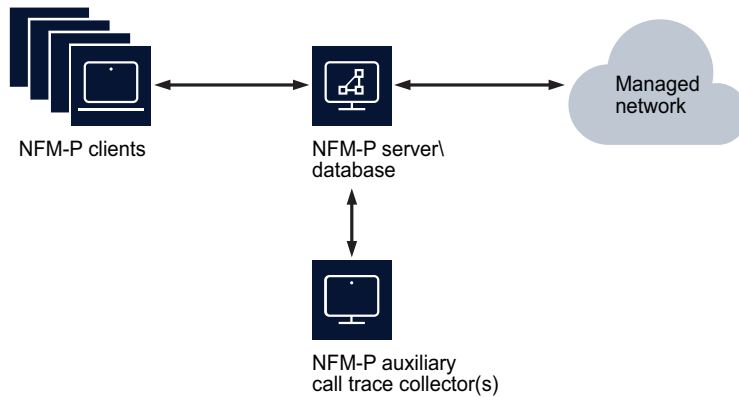 NFM-P clients
NFM-P server\
database
Managed
network
NFM-P auxiliary
call trace collector(s)